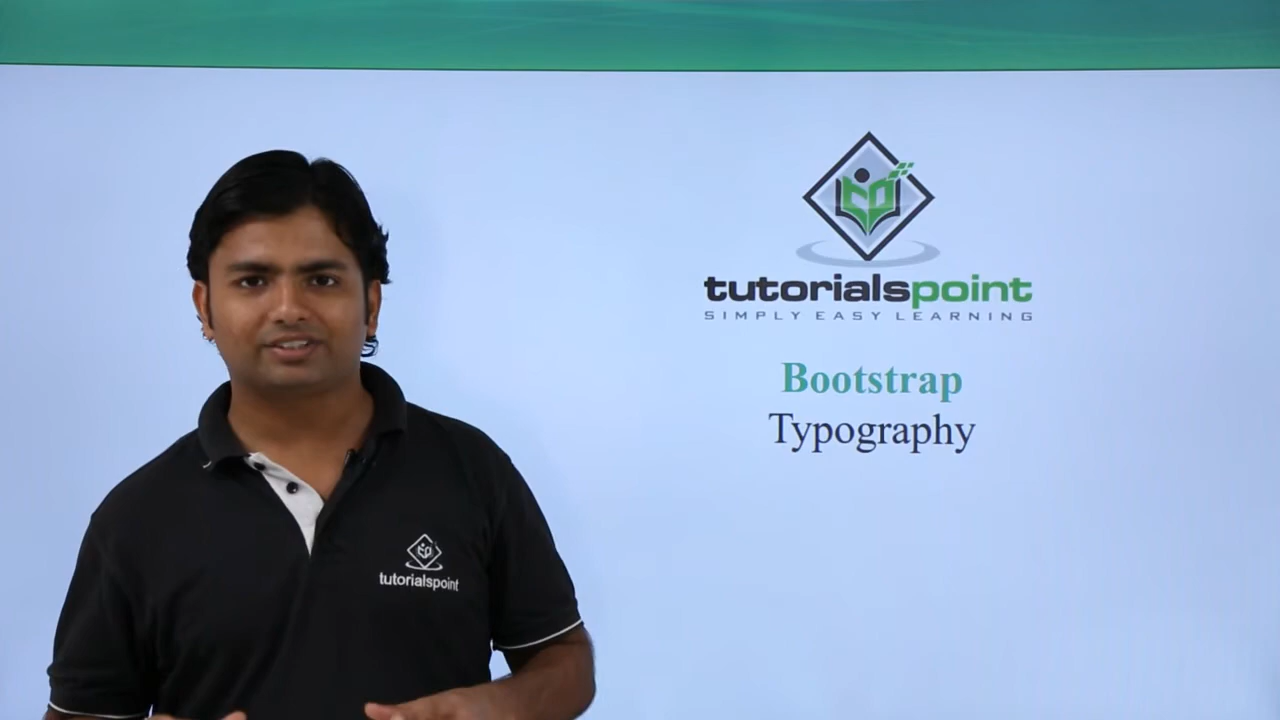 tutorialspoint
SIMPLY EASY LEARNING
Bootstrap
Typography
tutorialspoint